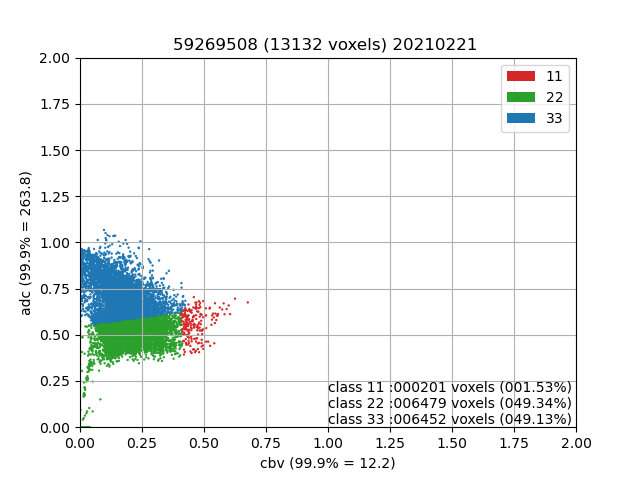 59269508 (13132 voxels) 20210221
2.00
1.75
1.50
1.25
1.00
0.75
0.50
0.25
0.00
adc (99.9% = 263.8)
11
22
33
class 11 :000201 voxels (001.53%)
class 22 :006479 voxels (049.34%)
class 33 :006452 voxels (049.13%)
0.00 0.25 0.50 0.75 1.00 1.25 1.50 1.75 2.00
cbv (99.9% = 12.2)